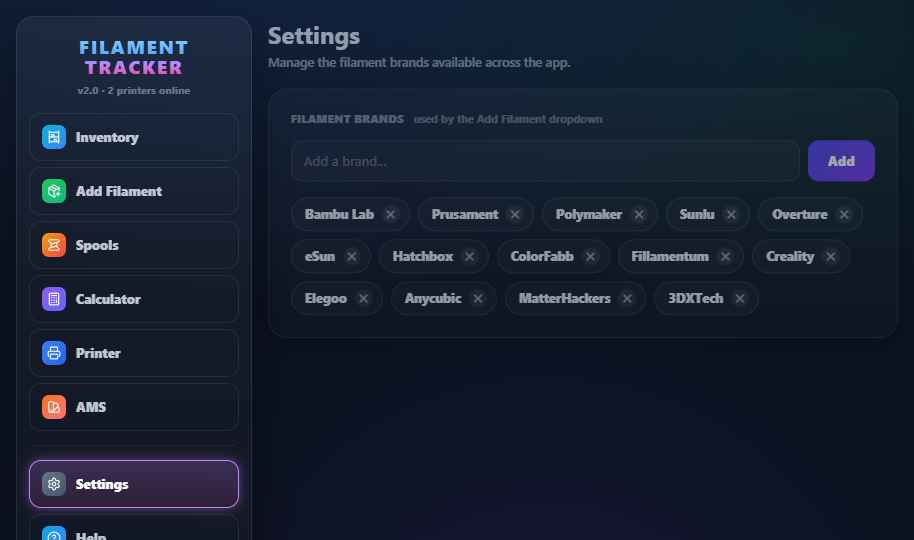 FILAMENT
TRACKER
v2.0 · 2 printers online
Inventory
Add Filament
Spools
Calculator
Printer
AMS
Settings
Help
Settings
Manage the filament brands available across the app.
FILAMENT BRANDS used by the Add Filament dropdown
Add a brand... Add
Bambu Lab × Prusament × Polymaker × Sunlu × Overture ×
eSun × Hatchbox × ColorFabb × Fillamentum × Creality ×
Elegoo × Anycubic × MatterHackers × 3DXTech ×